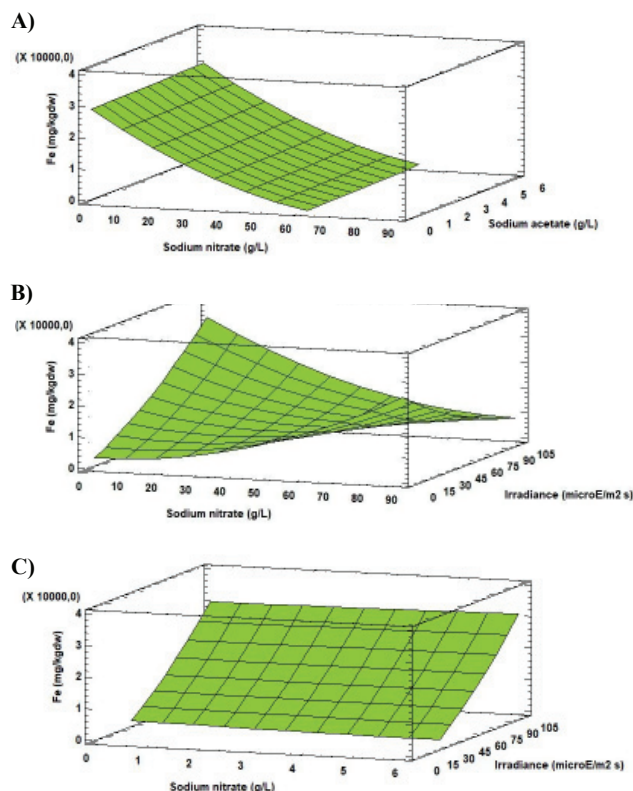 A)
(X 10000,0)
Fe (mg/kgdw)
4
3
2
1
0
0 10 20 30 40 50 60 70 80 90
Sodium nitrate (g/L)
0 1 2 3 4 5 6
Sodium acetate (g/L)
B)
(X 10000,0)
Fe (mg/kgdw)
4
3
2
1
0
0 10 20 30 40 50 60 70 80 90
Sodium nitrate (g/L)
0 15 30 45 60 75 90 105
Irradiance (microE/m2 s)
C)
(X 10000,0)
Fe (mg/kgdw)
4
3
2
1
0
0 1 2 3 4 5 6
Sodium nitrate (g/L)
0 15 30 45 60 75 90 105
Irradiance (microE/m2 s)